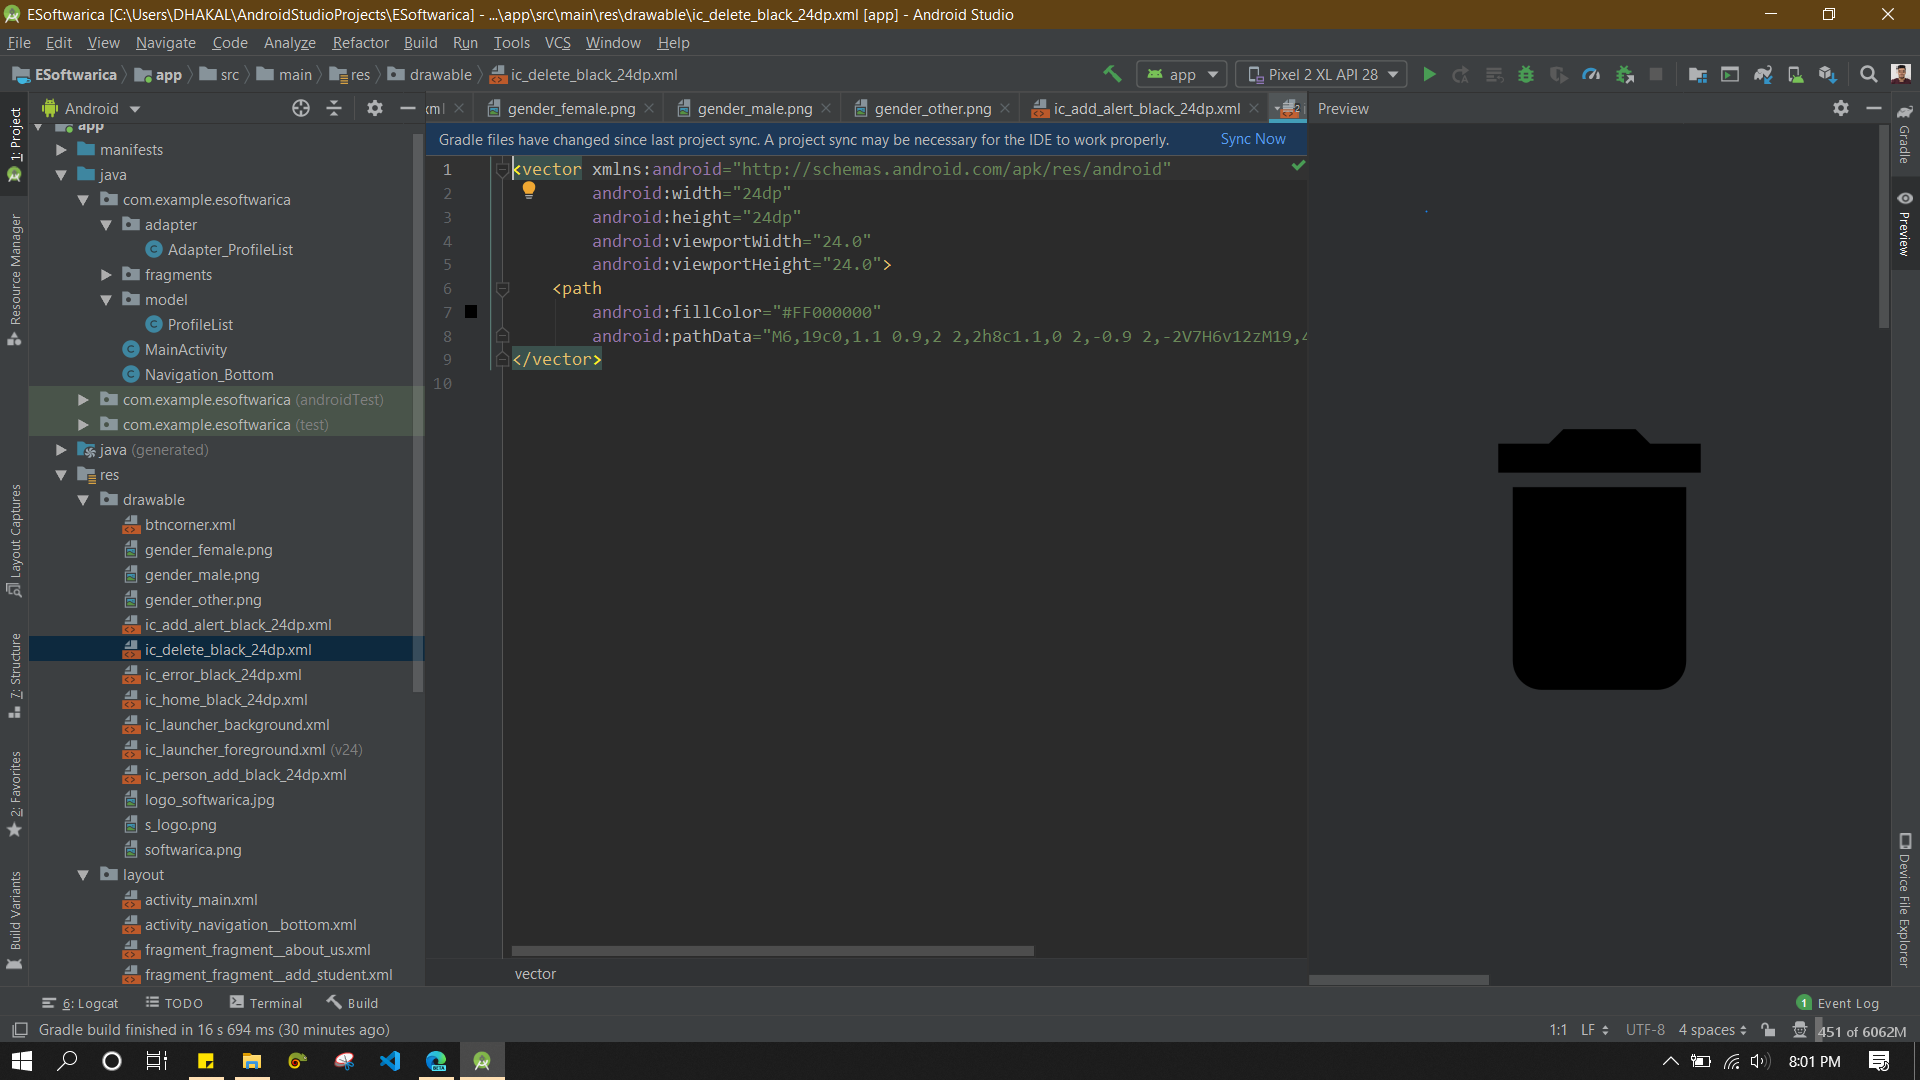 ESoftwarica [C:\Users\DHAKAL\AndroidStudioProjects\ESoftwarica] - ...\app\src\main\res\drawable\ic_delete_black_24dp.xml [app] - Android Studio
File Edit View Navigate Code Analyze Refactor Build Run Tools VCS Window Help
ESoftwarica app src main res drawable ic_delete_black_24dp.xml app Pixel 2 XL API 28
Android xml gender_female.png gender_male.png gender_other.png ic_add_alert_black_24dp.xml Preview
Gradle files have changed since last project sync. A project sync may be necessary for the IDE to work properly. Sync Now
1: Project
Resource Manager
Layout Captures
7: Structure
2: Favorites
Build Variants
app
manifests
java
com.example.esoftwarica
adapter
Adapter_ProfileList
fragments
model
ProfileList
MainActivity
Navigation_Bottom
com.example.esoftwarica (androidTest)
com.example.esoftwarica (test)
java (generated)
res
drawable
btncorner.xml
gender_female.png
gender_male.png
gender_other.png
ic_add_alert_black_24dp.xml
ic_delete_black_24dp.xml
ic_error_black_24dp.xml
ic_home_black_24dp.xml
ic_launcher_background.xml
ic_launcher_foreground.xml (v24)
ic_person_add_black_24dp.xml
logo_softwarica.jpg
s_logo.png
softwarica.png
layout
activity_main.xml
activity_navigation__bottom.xml
fragment_fragment__about_us.xml
fragment_fragment__add_student.xml
1 <vector xmlns:android="http://schemas.android.com/apk/res/android"
2 android:width="24dp"
3 android:height="24dp"
4 android:viewportWidth="24.0"
5 android:viewportHeight="24.0">
6 <path
7 android:fillColor="#FF000000"
8 android:pathData="M6,19c0,1.1 0.9,2 2,2h8c1.1,0 2,-0.9 2,-2V7H6v12zM19,4
9 </vector>
10
vector
Gradle
Preview
Device File Explorer
6: Logcat TODO Terminal Build 1 Event Log
Gradle build finished in 16 s 694 ms (30 minutes ago) 1:1 LF UTF-8 4 spaces 451 of 6062M
8:01 PM